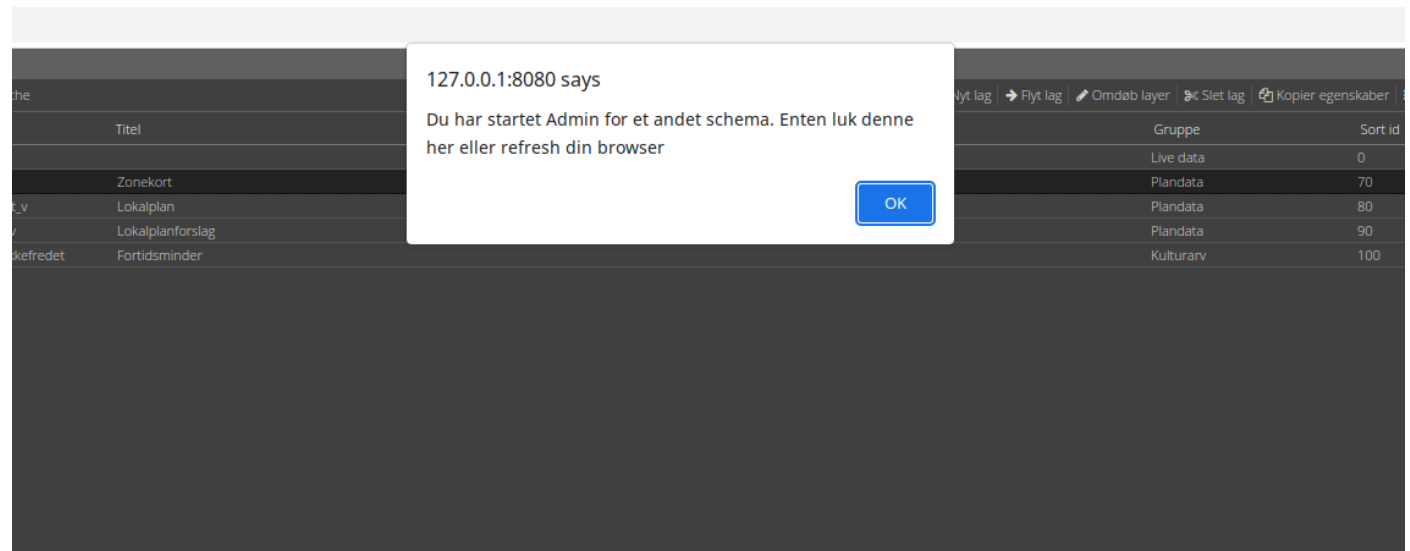 127.0.0.1:8080 says
Du har startet Admin for et andet schema. Enten luk denne
her eller refresh din browser
OK
Nyt lag Flyt lag Omdøb layer Slet lag Kopier egenskaber
Titel Gruppe Sort id
Live data 0
Zonekort Plandata 70
t_v Lokalplan Plandata 80
Lokalplanforslag Plandata 90
kkefredet Fortidsminder Kulturarv 100